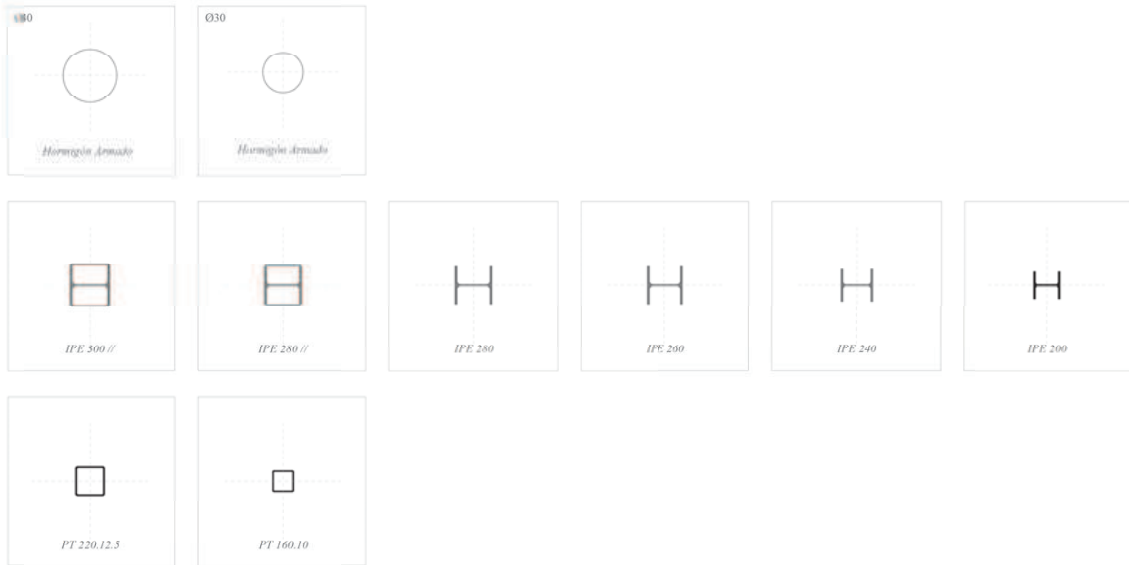 Ø30
Hormigón Armado
Hormigón Armado
IPE 300 //
IPE 280 //
IPE 280
IPE 260
IPE 240
IPE 200
PT 220.12.5
PT 160.10